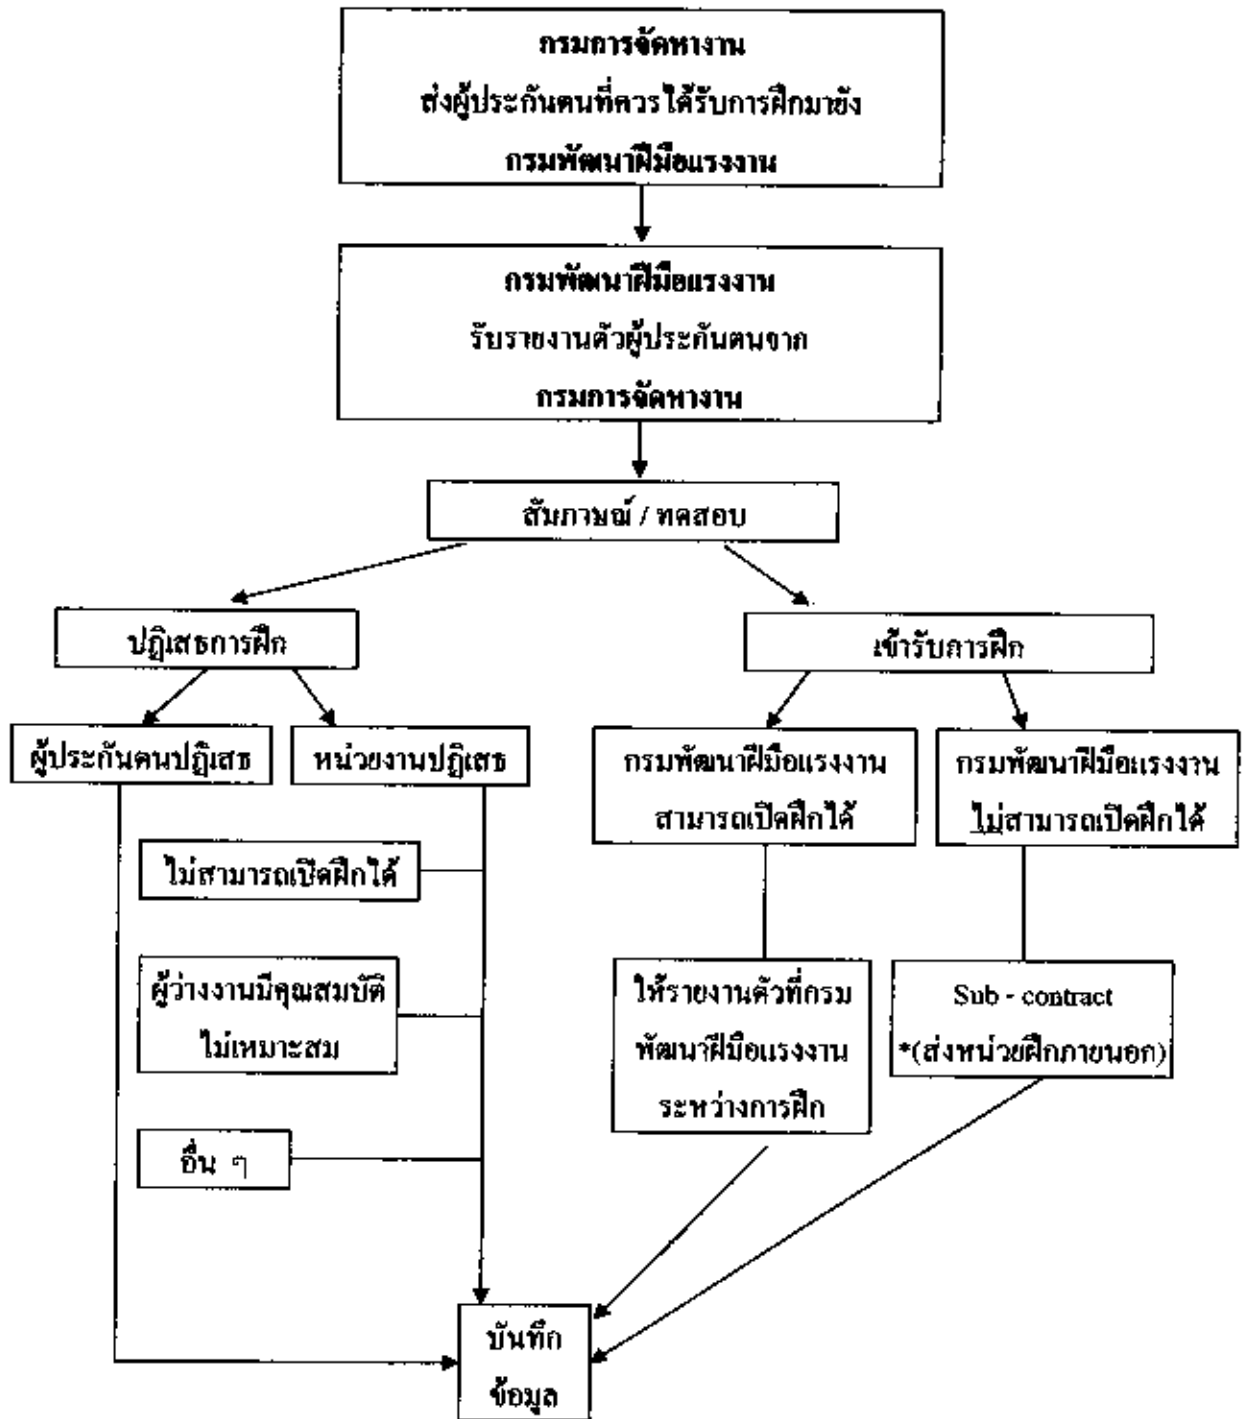 กรมการจัดหางาน
ส่งผู้ประกันตนที่ควรได้รับการฝึกมายัง
กรมพัฒนาฝีมือแรงงาน
กรมพัฒนาฝีมือแรงงาน
รับรายงานตัวผู้ประกันตนจาก
กรมการจัดหางาน
สัมภาษณ์ / ทดสอบ
ปฏิเสธการฝึก
เข้ารับการฝึก
ผู้ประกันตนปฏิเสธ
หน่วยงานปฏิเสธ
กรมพัฒนาฝีมือแรงงาน
สามารถเปิดฝึกได้
กรมพัฒนาฝีมือแรงงาน
ไม่สามารถเปิดฝึกได้
ไม่สามารถเปิดฝึกได้
ผู้ว่างงานมีคุณสมบัติ
ไม่เหมาะสม
อื่น ๆ
ให้รายงานตัวที่กรม
พัฒนาฝีมือแรงงาน
ระหว่างการฝึก
Sub - contract
*(ส่งหน่วยฝึกภายนอก)
บันทึก
ข้อมูล